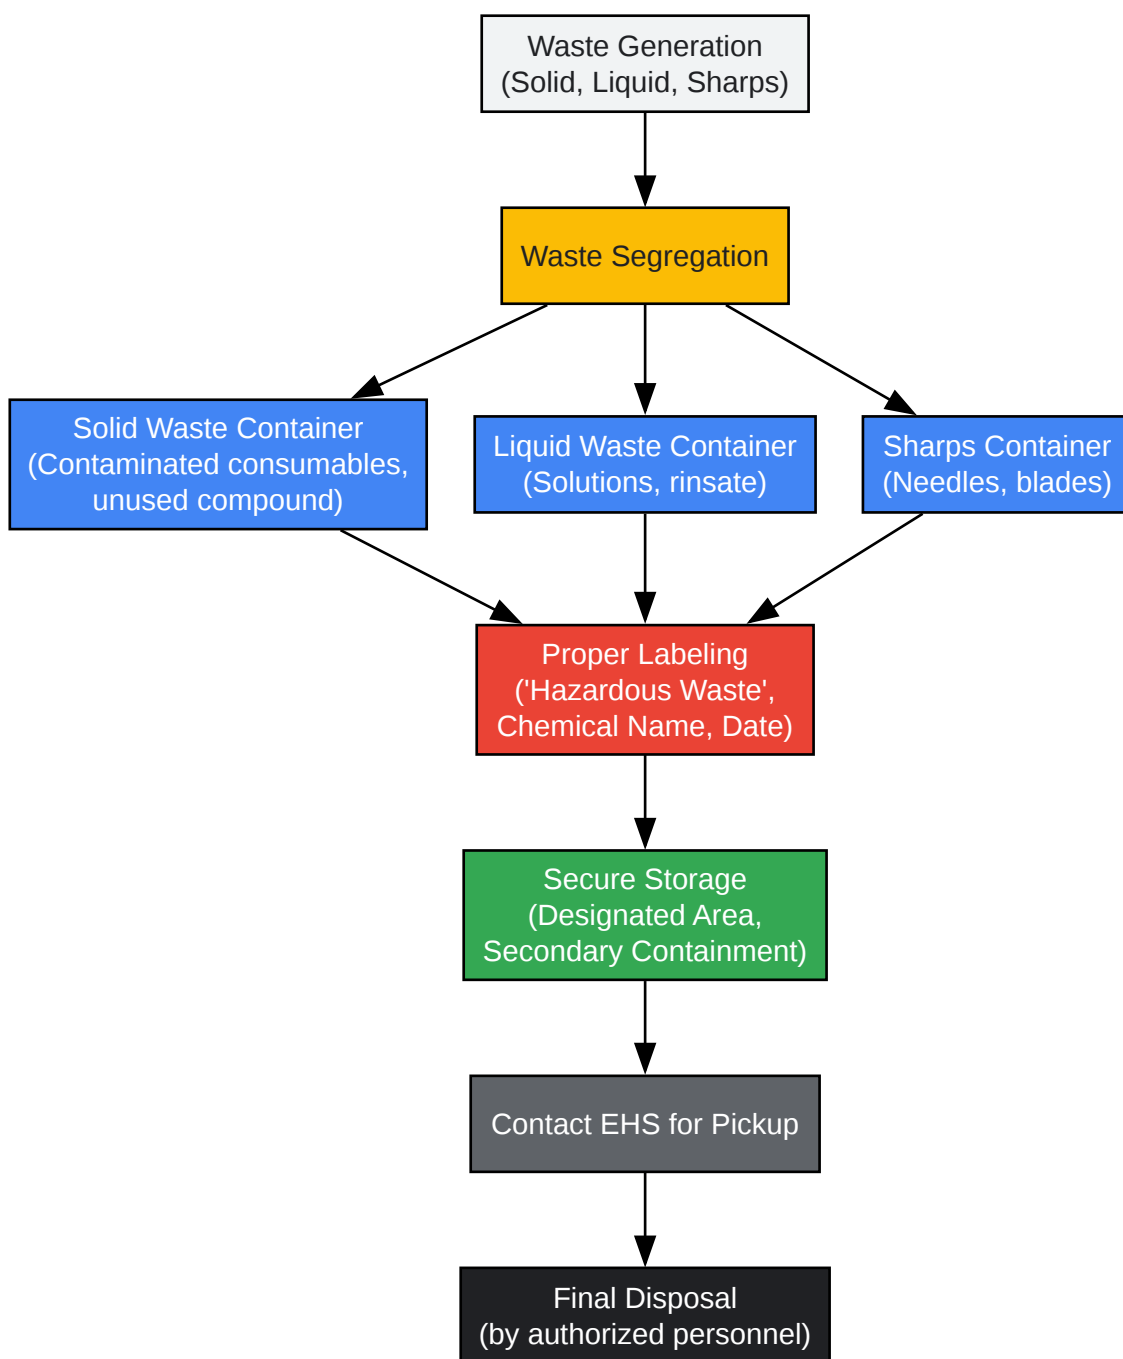 Waste Generation
(Solid, Liquid, Sharps)
Waste Segregation
Solid Waste Container
(Contaminated consumables,
unused compound)
Liquid Waste Container
(Solutions, rinsate)
Sharps Container
(Needles, blades)
Proper Labeling
('Hazardous Waste',
Chemical Name, Date)
Secure Storage
(Designated Area,
Secondary Containment)
Contact EHS for Pickup
Final Disposal
(by authorized personnel)